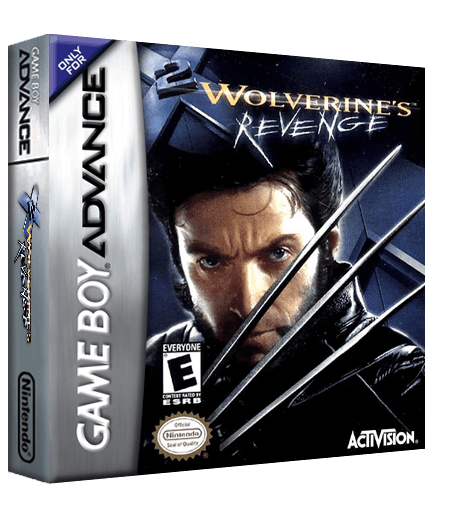 GAME BOY
ADVANCE
Nintendo
ONLY
FOR
GAME BOY ADVANCE
2
WOLVERINE'S
REVENGE
EVERYONE
E
CONTENT RATED BY
ESRB
Official
Nintendo
Seal of Quality
ACTIVISION